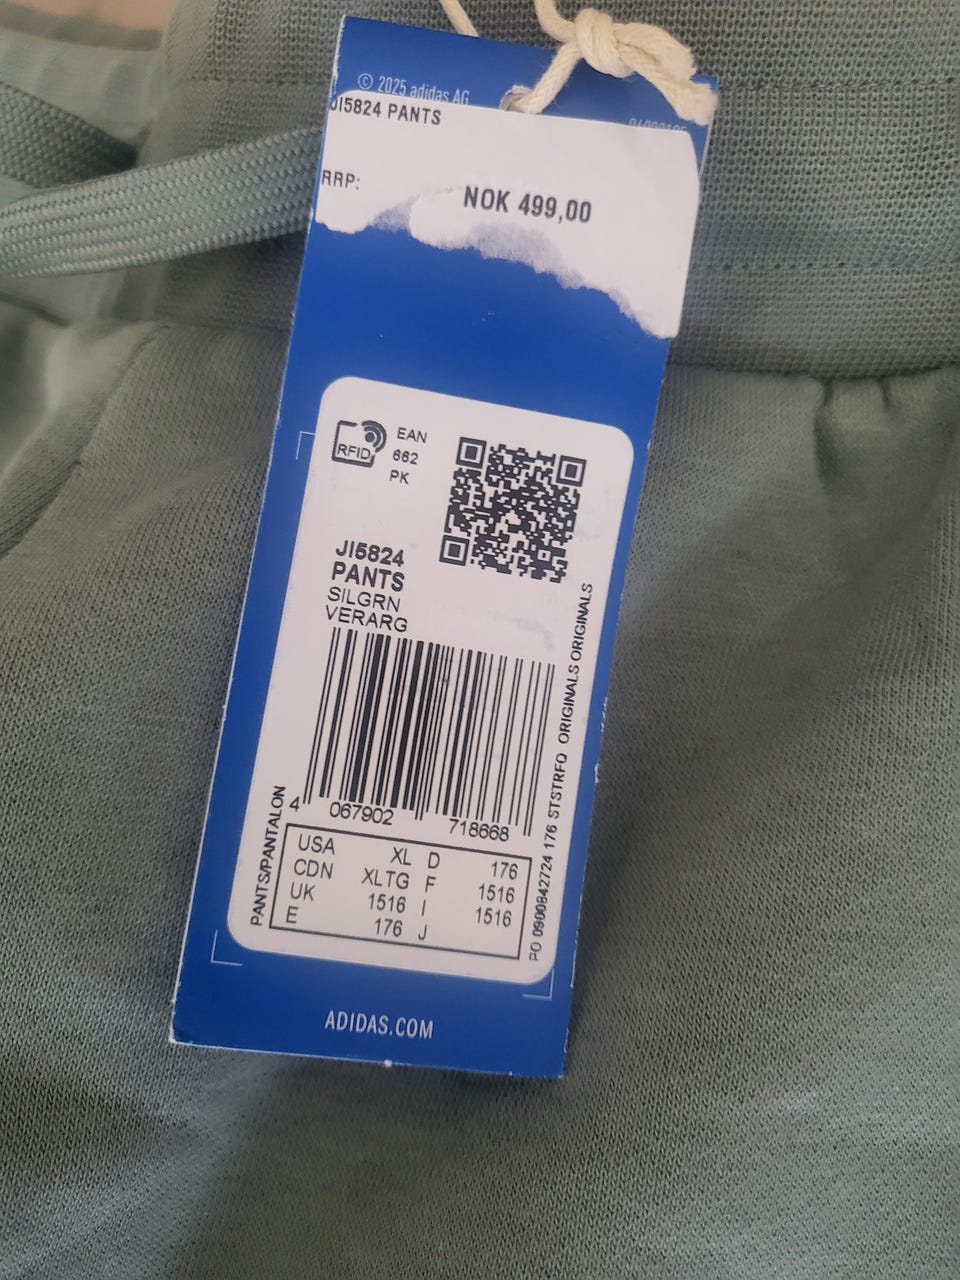 © 2025 adidas AG
JI5824 PANTS
RRP:
NOK 499,00
RFID
EAN
662
PK
JI5824
PANTS
SILGRN
VERARG
4 067902 718668
PANTS/PANTALON
USA XL D 176
CDN XLTG F 1516
UK 1516 I 1516
E 176 J
PO 0900842724 176 STSTRFQ ORIGINALS ORIGINALS
ADIDAS.COM